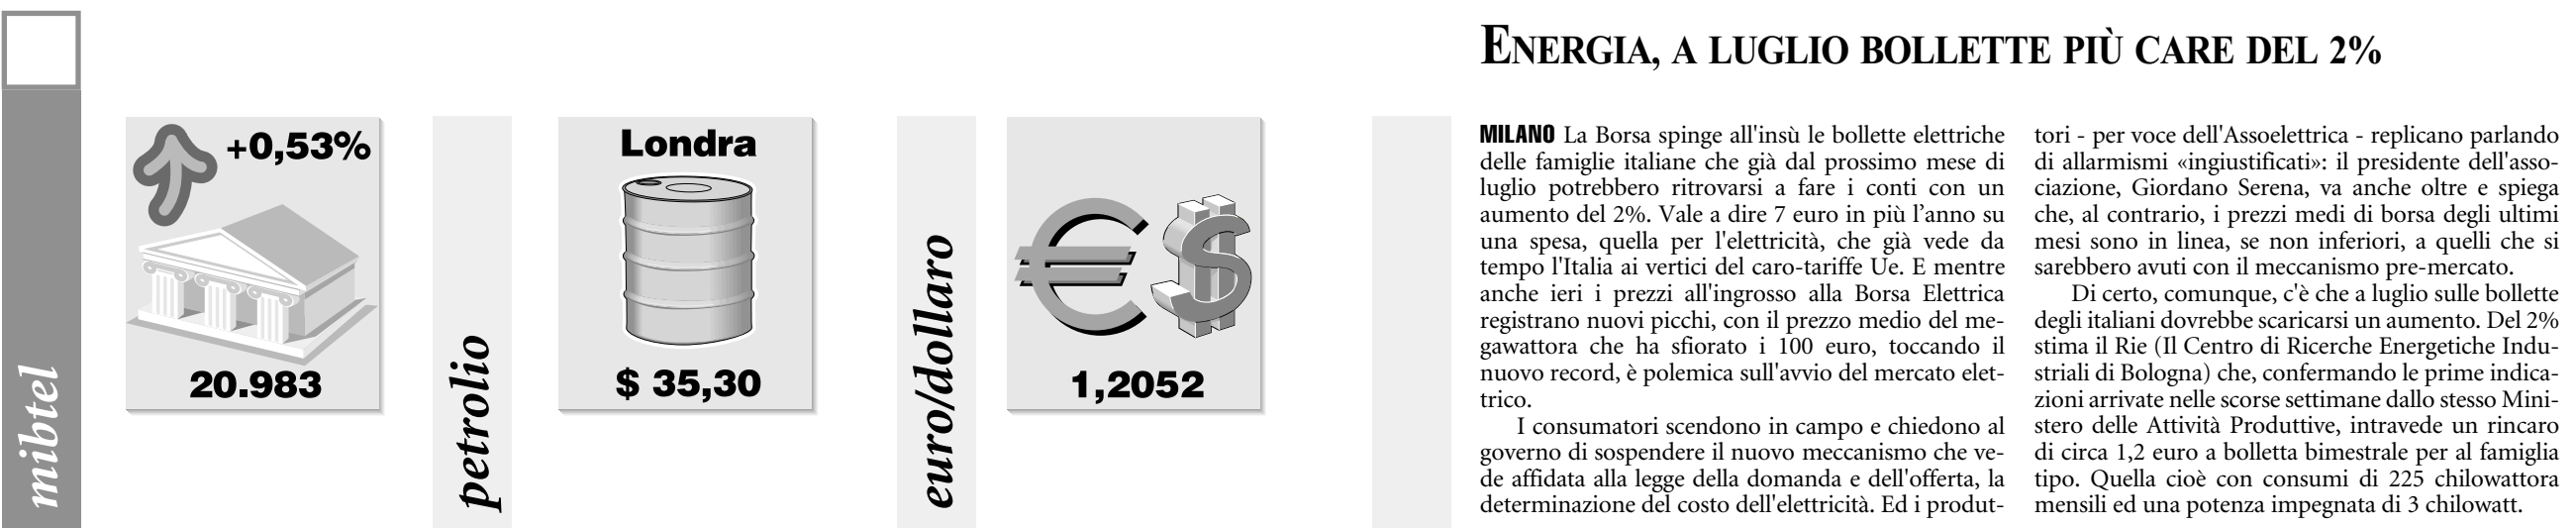 mibtel
+0,53%
20.983
petrolio
Londra
$ 35,30
euro/dollaro
1,2052
ENERGIA, A LUGLIO BOLLETTE PIÙ CARE DEL 2%
MILANO La Borsa spinge all'insù le bollette elettriche
delle famiglie italiane che già dal prossimo mese di
luglio potrebbero ritrovarsi a fare i conti con un
aumento del 2%. Vale a dire 7 euro in più l’anno su
una spesa, quella per l'elettricità, che già vede da
tempo l'Italia ai vertici del caro-tariffe Ue. E mentre
anche ieri i prezzi all'ingrosso alla Borsa Elettrica
registrano nuovi picchi, con il prezzo medio del me-
gawattora che ha sfiorato i 100 euro, toccando il
nuovo record, è polemica sull'avvio del mercato elet-
trico.
I consumatori scendono in campo e chiedono al
governo di sospendere il nuovo meccanismo che ve-
de affidata alla legge della domanda e dell'offerta, la
determinazione del costo dell'elettricità. Ed i produt-
tori - per voce dell'Assoelettrica - replicano parlando
di allarmismi «ingiustificati»: il presidente dell'asso-
ciazione, Giordano Serena, va anche oltre e spiega
che, al contrario, i prezzi medi di borsa degli ultimi
mesi sono in linea, se non inferiori, a quelli che si
sarebbero avuti con il meccanismo pre-mercato.
Di certo, comunque, c'è che a luglio sulle bollette
degli italiani dovrebbe scaricarsi un aumento. Del 2%
stima il Rie (Il Centro di Ricerche Energetiche Indu-
striali di Bologna) che, confermando le prime indica-
zioni arrivate nelle scorse settimane dallo stesso Mini-
stero delle Attività Produttive, intravede un rincaro
di circa 1,2 euro a bolletta bimestrale per al famiglia
tipo. Quella cioè con consumi di 225 chilowattora
mensili ed una potenza impegnata di 3 chilowatt.